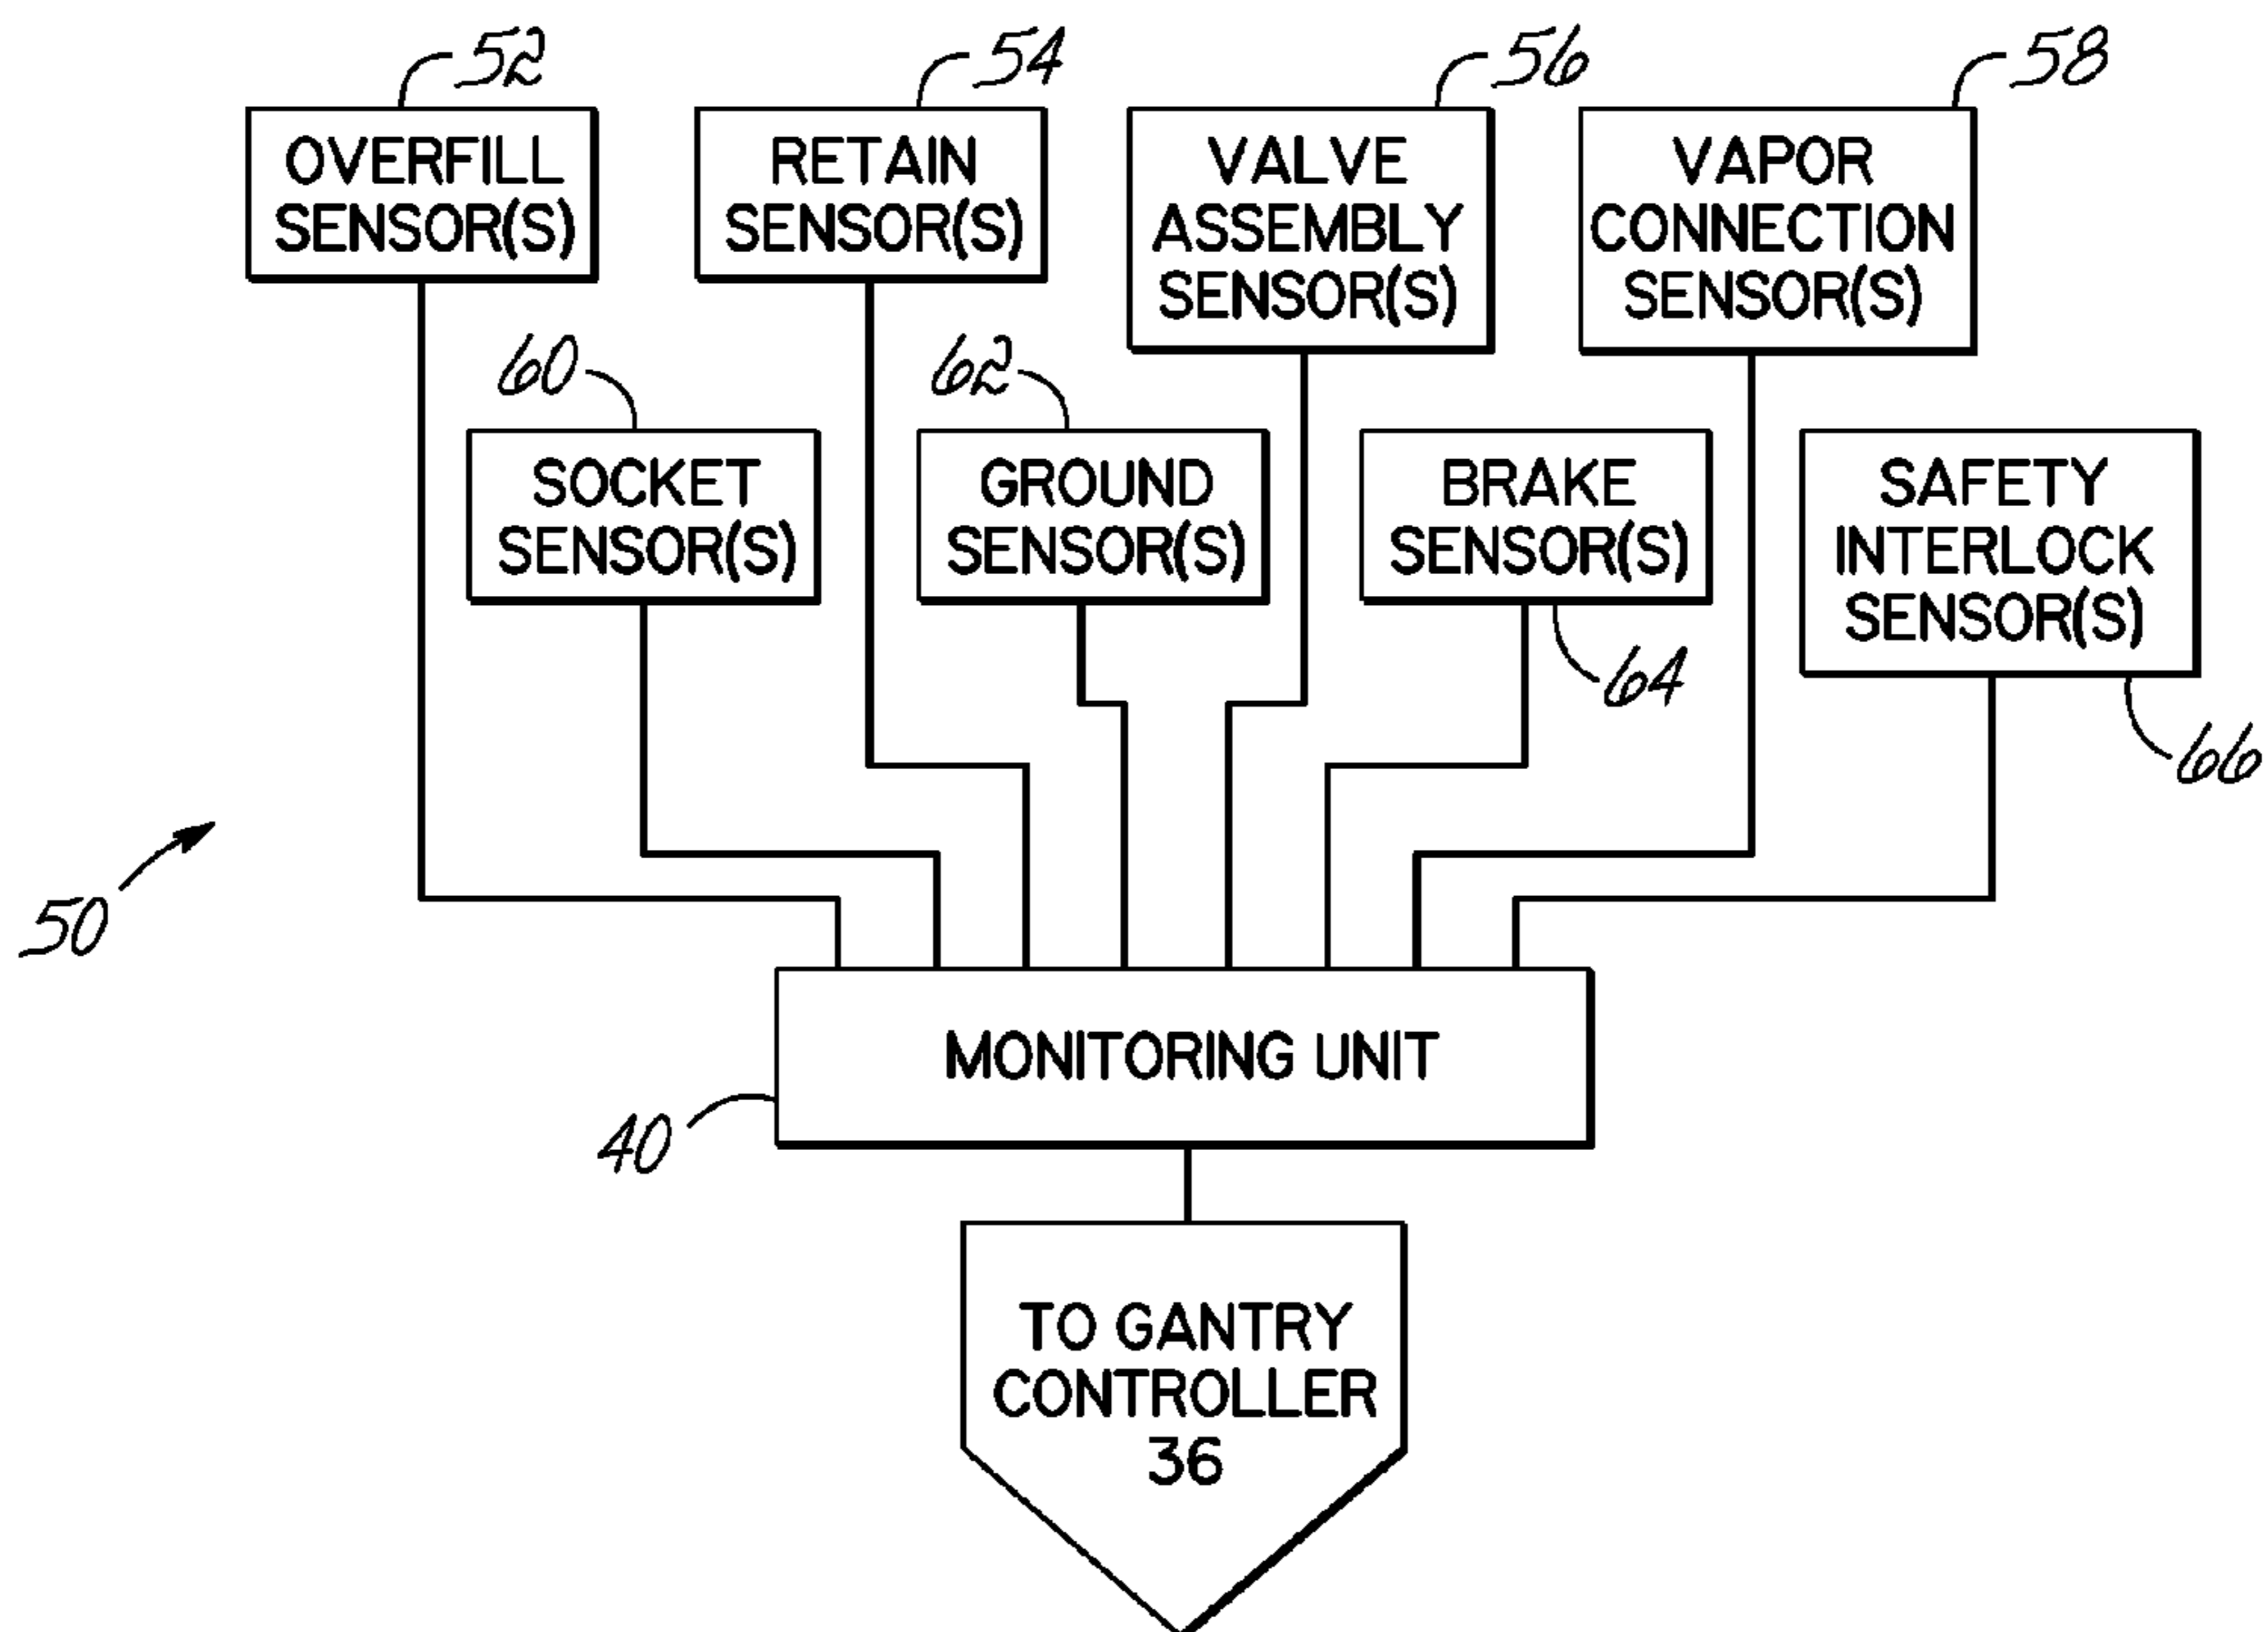 52
54
56
58
OVERFILL
SENSOR(S)
RETAIN
SENSOR(S)
VALVE
ASSEMBLY
SENSOR(S)
VAPOR
CONNECTION
SENSOR(S)
60
62
SOCKET
SENSOR(S)
GROUND
SENSOR(S)
BRAKE
SENSOR(S)
SAFETY
INTERLOCK
SENSOR(S)
64
66
50
MONITORING UNIT
40
TO GANTRY
CONTROLLER
36